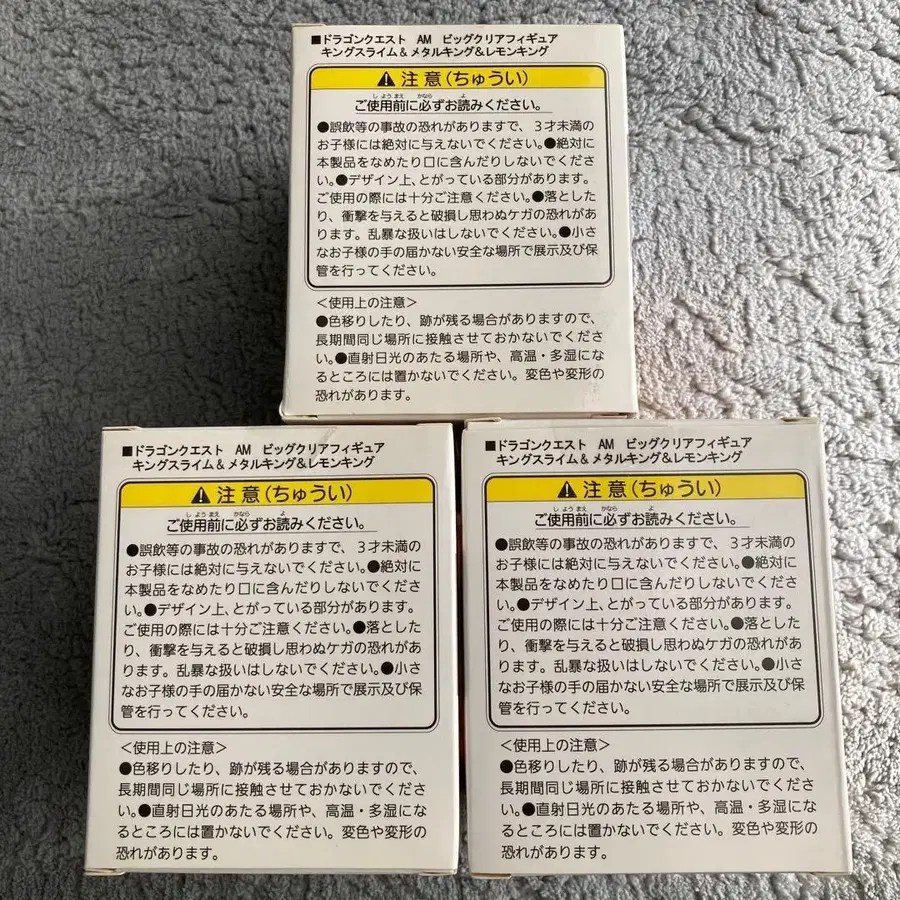 ■ドラゴンクエスト AM ビッグクリアフィギュア
キングスライム&メタルキング&レモンキング
⚠注意(ちゅうい)
しようまえ かなら よ
ご使用前に必ずお読みください。
●誤飲等の事故の恐れがありますで、3才未満の
お子様には絶対に与えないでください。●絶対に
本製品をなめたり口に含んだりしないでくださ
い。●デザイン上、とがっている部分があります。
ご使用の際には十分ご注意ください。●落とした
り、衝撃を与えると破損し思わぬケガの恐れがあ
ります。乱暴な扱いはしないでください。●小さ
なお子様の手の届かない安全な場所で展示及び保
管を行ってください。
<使用上の注意>
●色移りしたり、跡が残る場合がありますので、
長期間同じ場所に接触させておかないでくださ
い。●直射日光のあたる場所や、高温・多湿にな
るところには置かないでください。変色や変形の
恐れがあります。
■ドラゴンクエスト AM ビッグクリアフィギュア
キングスライム&メタルキング&レモンキング
⚠注意(ちゅうい)
しようまえ かなら よ
ご使用前に必ずお読みください。
●誤飲等の事故の恐れがありますで、3才未満の
お子様には絶対に与えないでください。●絶対に
本製品をなめたり口に含んだりしないでくださ
い。●デザイン上、とがっている部分があります。
ご使用の際には十分ご注意ください。●落とした
り、衝撃を与えると破損し思わぬケガの恐れがあ
ります。乱暴な扱いはしないでください。●小さ
なお子様の手の届かない安全な場所で展示及び保
管を行ってください。
<使用上の注意>
●色移りしたり、跡が残る場合がありますので、
長期間同じ場所に接触させておかないでくださ
い。●直射日光のあたる場所や、高温・多湿にな
るところには置かないでください。変色や変形の
恐れがあります。
■ドラゴンクエスト AM ビッグクリアフィギュア
キングスライム&メタルキング&レモンキング
⚠注意(ちゅうい)
しようまえ かなら よ
ご使用前に必ずお読みください。
●誤飲等の事故の恐れがありますで、3才未満の
お子様には絶対に与えないでください。●絶対に
本製品をなめたり口に含んだりしないでくださ
い。●デザイン上、とがっている部分があります。
ご使用の際には十分ご注意ください。●落とした
り、衝撃を与えると破損し思わぬケガの恐れがあ
ります。乱暴な扱いはしないでください。●小さ
なお子様の手の届かない安全な場所で展示及び保
管を行ってください。
<使用上の注意>
●色移りしたり、跡が残る場合がありますので、
長期間同じ場所に接触させておかないでくださ
い。●直射日光のあたる場所や、高温・多湿にな
るところには置かないでください。変色や変形の
恐れがあります。